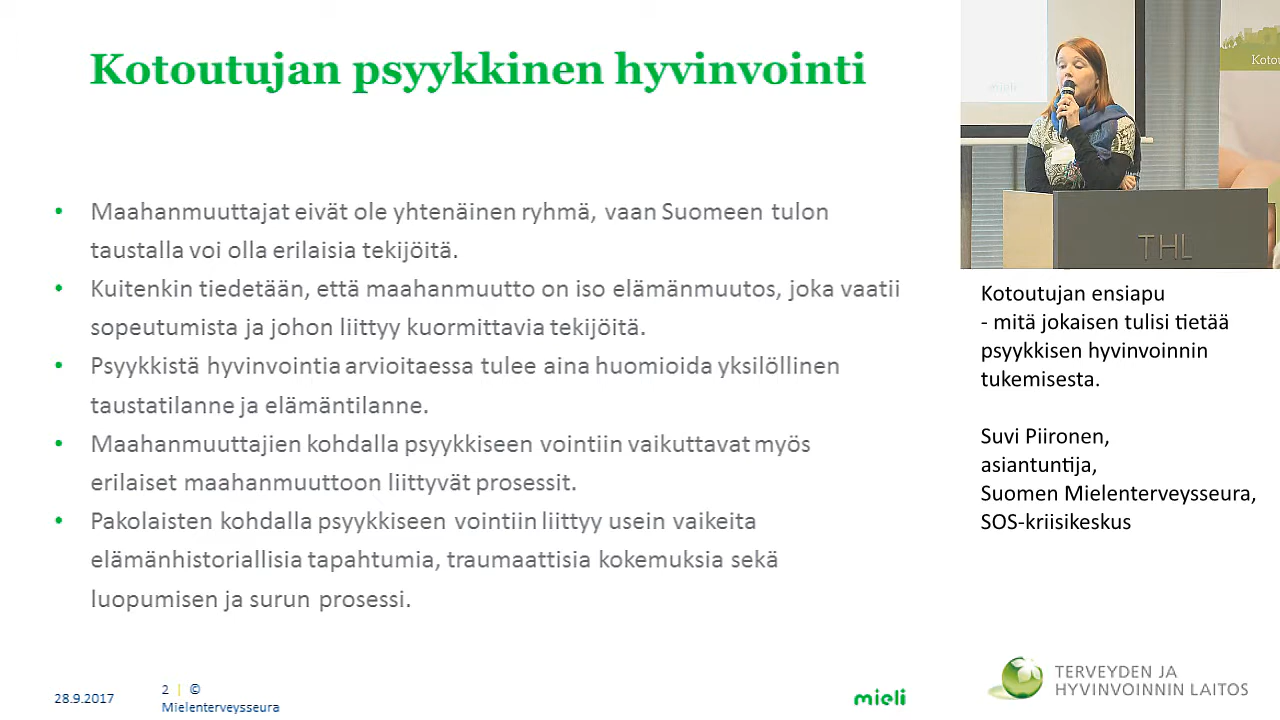 Kotoutujan psyykkinen hyvinvointi
• Maahanmuuttajat eivät ole yhtenäinen ryhmä, vaan Suomeen tulon
taustalla voi olla erilaisia tekijöitä.
• Kuitenkin tiedetään, että maahanmuutto on iso elämänmuutos, joka vaatii
sopeutumista ja johon liittyy kuormittavia tekijöitä.
• Psyykkistä hyvinvointia arvioitaessa tulee aina huomioida yksilöllinen
taustatilanne ja elämäntilanne.
• Maahanmuuttajien kohdalla psyykkiseen vointiin vaikuttavat myös
erilaiset maahanmuuttoon liittyvät prosessit.
• Pakolaisten kohdalla psyykkiseen vointiin liittyy usein vaikeita
elämänhistoriallisia tapahtumia, traumaattisia kokemuksia sekä
luopumisen ja surun prosessi.
28.9.2017
2 | ©
Mielenterveysseura
mieli
mieli
Kotou
THL
Kotoutujan ensiapu
- mitä jokaisen tulisi tietää
psyykkisen hyvinvoinnin
tukemisesta.
Suvi Piironen,
asiantuntija,
Suomen Mielenterveysseura,
SOS-kriisikeskus
TERVEYDEN JA
HYVINVOINNIN LAITOS